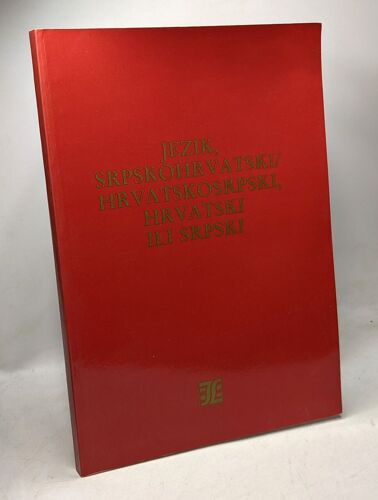 JEZIK,
SRPSKOHRVATSKI/
HRVATSKOSRPSKI,
HRVATSKI
ILI SRPSKI